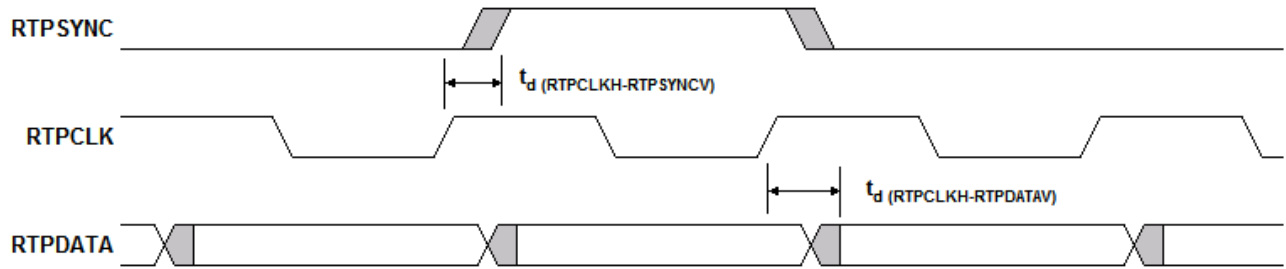 RTPSYNC
td (RTPCLKH-RTPSYNCV)
RTPCLK
td (RTPCLKH-RTPDATAV)
RTPDATA